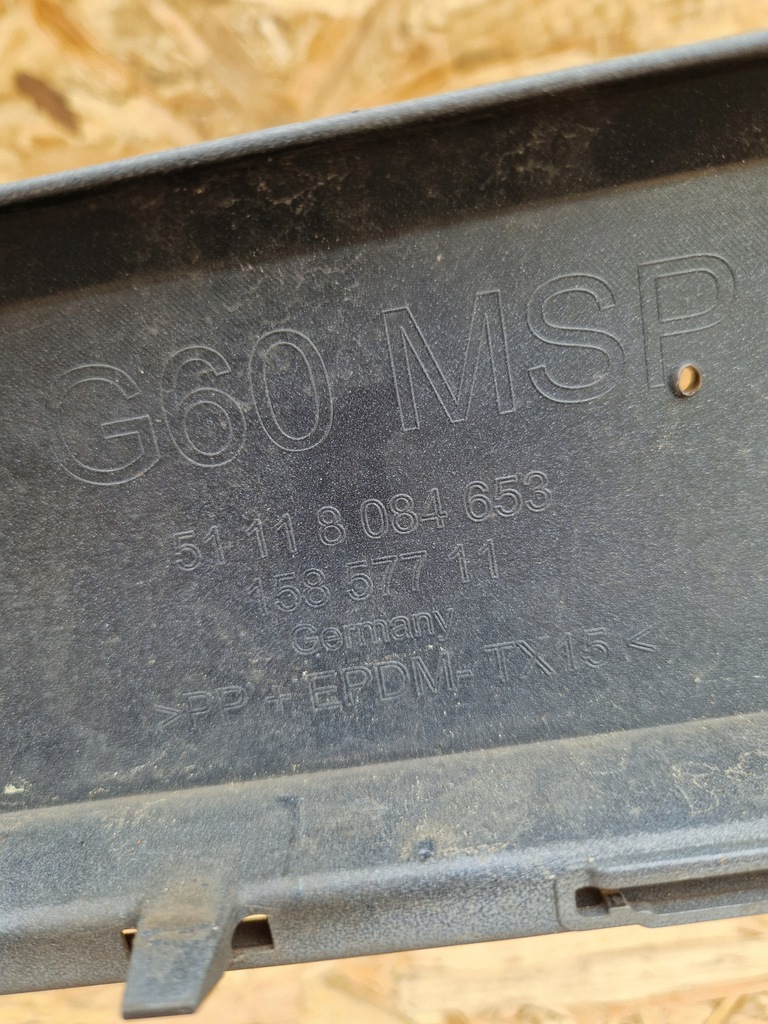 G60 MSP
51 11 8 084 653
158 577 11
Germany
>PP + EPDM- TX15 <